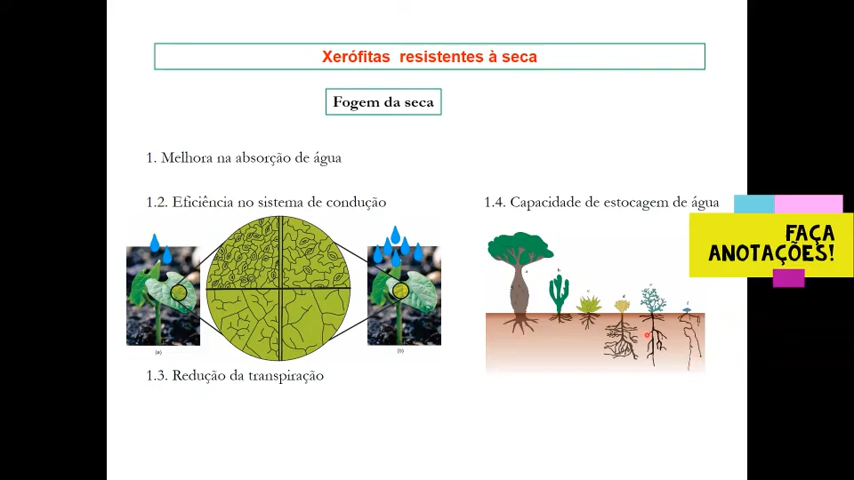 Xerófitas resistentes à seca
Fogem da seca
1. Melhora na absorção de água
1.2. Eficiência no sistema de condução
1.4. Capacidade de estocagem de água
FAÇA
ANOTAÇÕES!
(a)
(b)
1.3. Redução da transpiração